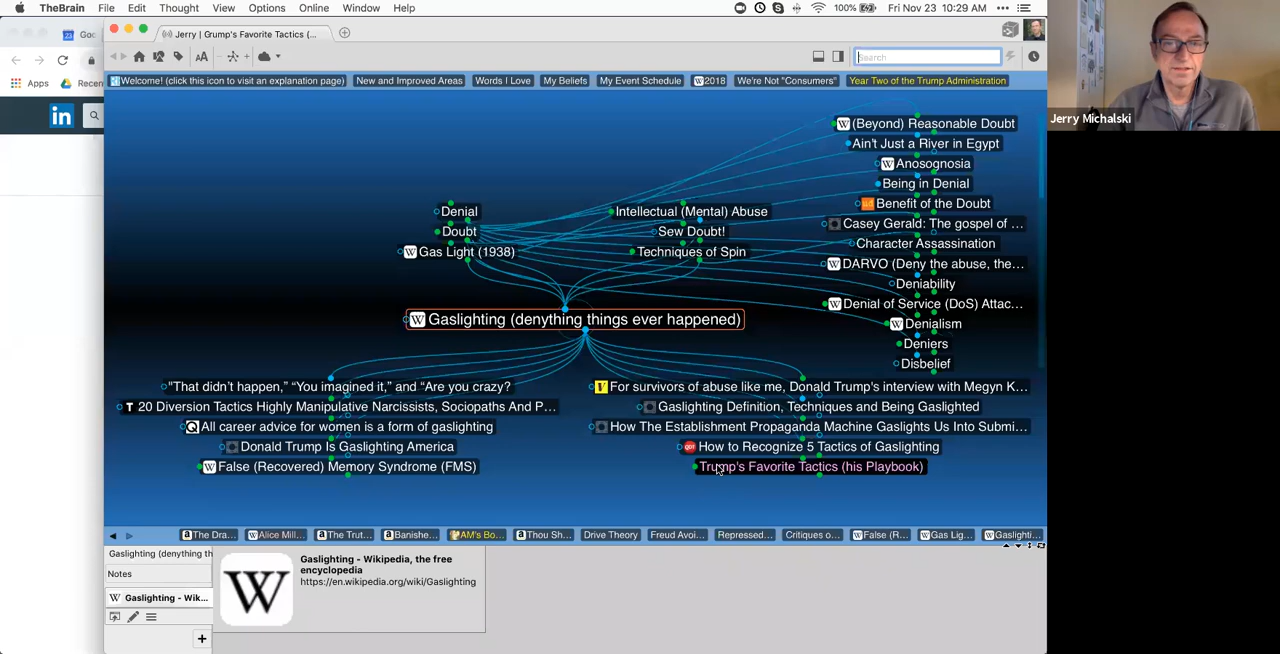 TheBrain File Edit Thought View Options Online Window Help 100% Fri Nov 23 10:29 AM
Jerry | Grump's Favorite Tactics (...
Search
Apps Recen
Welcome! (click this icon to visit an explanation page) New and Improved Areas Words I Love My Beliefs My Event Schedule 2018 We're Not "Consumers" Year Two of the Trump Administration
in
Jerry Michalski
(Beyond) Reasonable Doubt
Ain't Just a River in Egypt
Anosognosia
Being in Denial
Benefit of the Doubt
Casey Gerald: The gospel of ...
Character Assassination
DARVO (Deny the abuse, the...
Deniability
Denial of Service (DoS) Attac...
Denialism
Deniers
Disbelief
Denial
Doubt
Gas Light (1938)
Intellectual (Mental) Abuse
Sew Doubt!
Techniques of Spin
Gaslighting (denything things ever happened)
"That didn't happen," "You imagined it," and "Are you crazy?
20 Diversion Tactics Highly Manipulative Narcissists, Sociopaths And P...
All career advice for women is a form of gaslighting
Donald Trump Is Gaslighting America
False (Recovered) Memory Syndrome (FMS)
For survivors of abuse like me, Donald Trump's interview with Megyn K...
Gaslighting Definition, Techniques and Being Gaslighted
How The Establishment Propaganda Machine Gaslights Us Into Submi...
How to Recognize 5 Tactics of Gaslighting
Trump's Favorite Tactics (his Playbook)
The Dra... Alice Mill... The Trut... Banishe... AM's Bo... Thou Sh... Drive Theory Freud Avoi... Repressed... Critiques o... False (R... Gas Lig... Gaslighti...
Gaslighting (denything th
Notes
Gaslighting - Wik...
Gaslighting - Wikipedia, the free
encyclopedia
https://en.wikipedia.org/wiki/Gaslighting